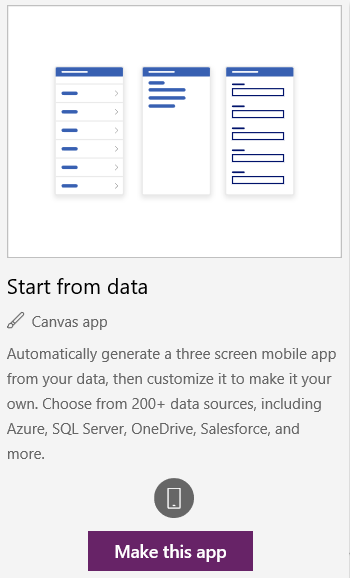 Start from data
Canvas app
Automatically generate a three screen mobile app
from your data, then customize it to make it your
own. Choose from 200+ data sources, including
Azure, SQL Server, OneDrive, Salesforce, and
more.
Make this app